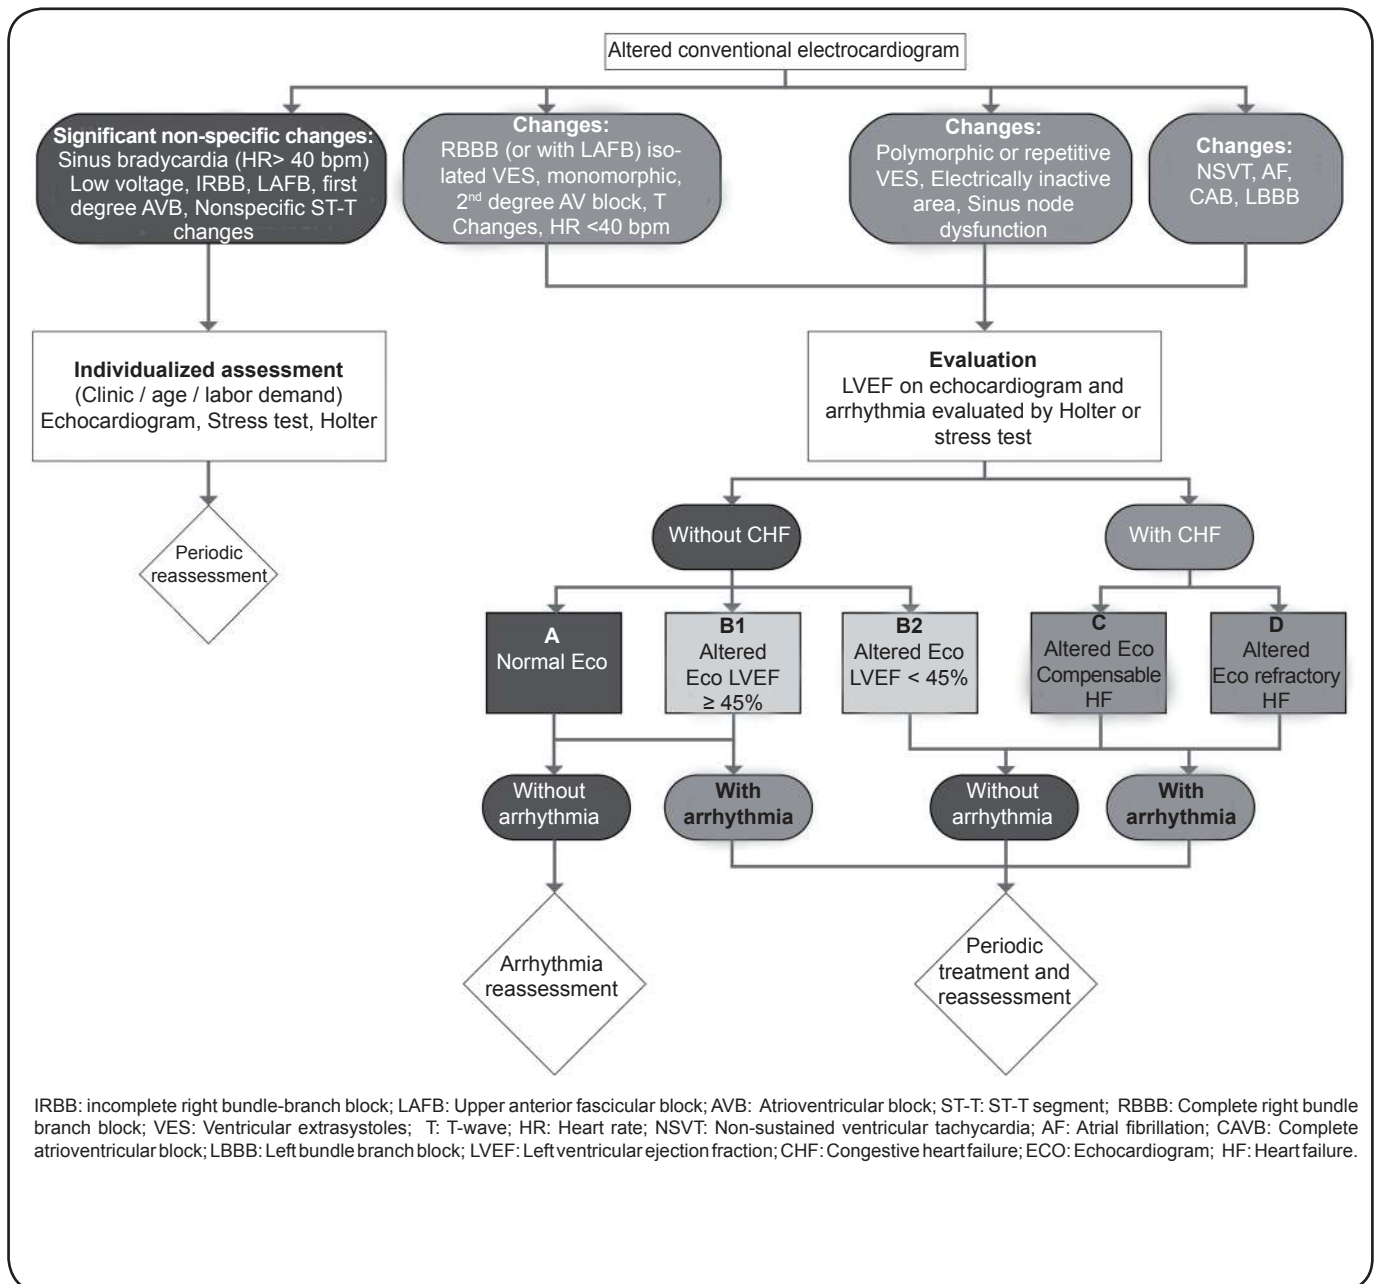 Altered conventional electrocardiogram
Significant non-specific changes:
Sinus bradycardia (HR> 40 bpm)
Low voltage, IRBB, LAFB, first
degree AVB, Nonspecific ST-T
changes
Changes:
RBBB (or with LAFB) iso-
lated VES, monomorphic,
2nd degree AV block, T
Changes, HR <40 bpm
Changes:
Polymorphic or repetitive
VES, Electrically inactive
area, Sinus node
dysfunction
Changes:
NSVT, AF,
CAB, LBBB
Individualized assessment
(Clinic / age / labor demand)
Echocardiogram, Stress test, Holter
Evaluation
LVEF on echocardiogram and
arrhythmia evaluated by Holter or
stress test
Periodic
reassessment
Without CHF
With CHF
A
Normal Eco
B1
Altered
Eco LVEF
≥ 45%
B2
Altered Eco
LVEF < 45%
C
Altered Eco
Compensable
HF
D
Altered
Eco refractory
HF
Without
arrhythmia
With
arrhythmia
Without
arrhythmia
With
arrhythmia
Arrhythmia
reassessment
Periodic
treatment and
reassessment
IRBB: incomplete right bundle-branch block; LAFB: Upper anterior fascicular block; AVB: Atrioventricular block; ST-T: ST-T segment; RBBB: Complete right bundle
branch block; VES: Ventricular extrasystoles; T: T-wave; HR: Heart rate; NSVT: Non-sustained ventricular tachycardia; AF: Atrial fibrillation; CAVB: Complete
atrioventricular block; LBBB: Left bundle branch block; LVEF: Left ventricular ejection fraction; CHF: Congestive heart failure; ECO: Echocardiogram; HF: Heart failure.